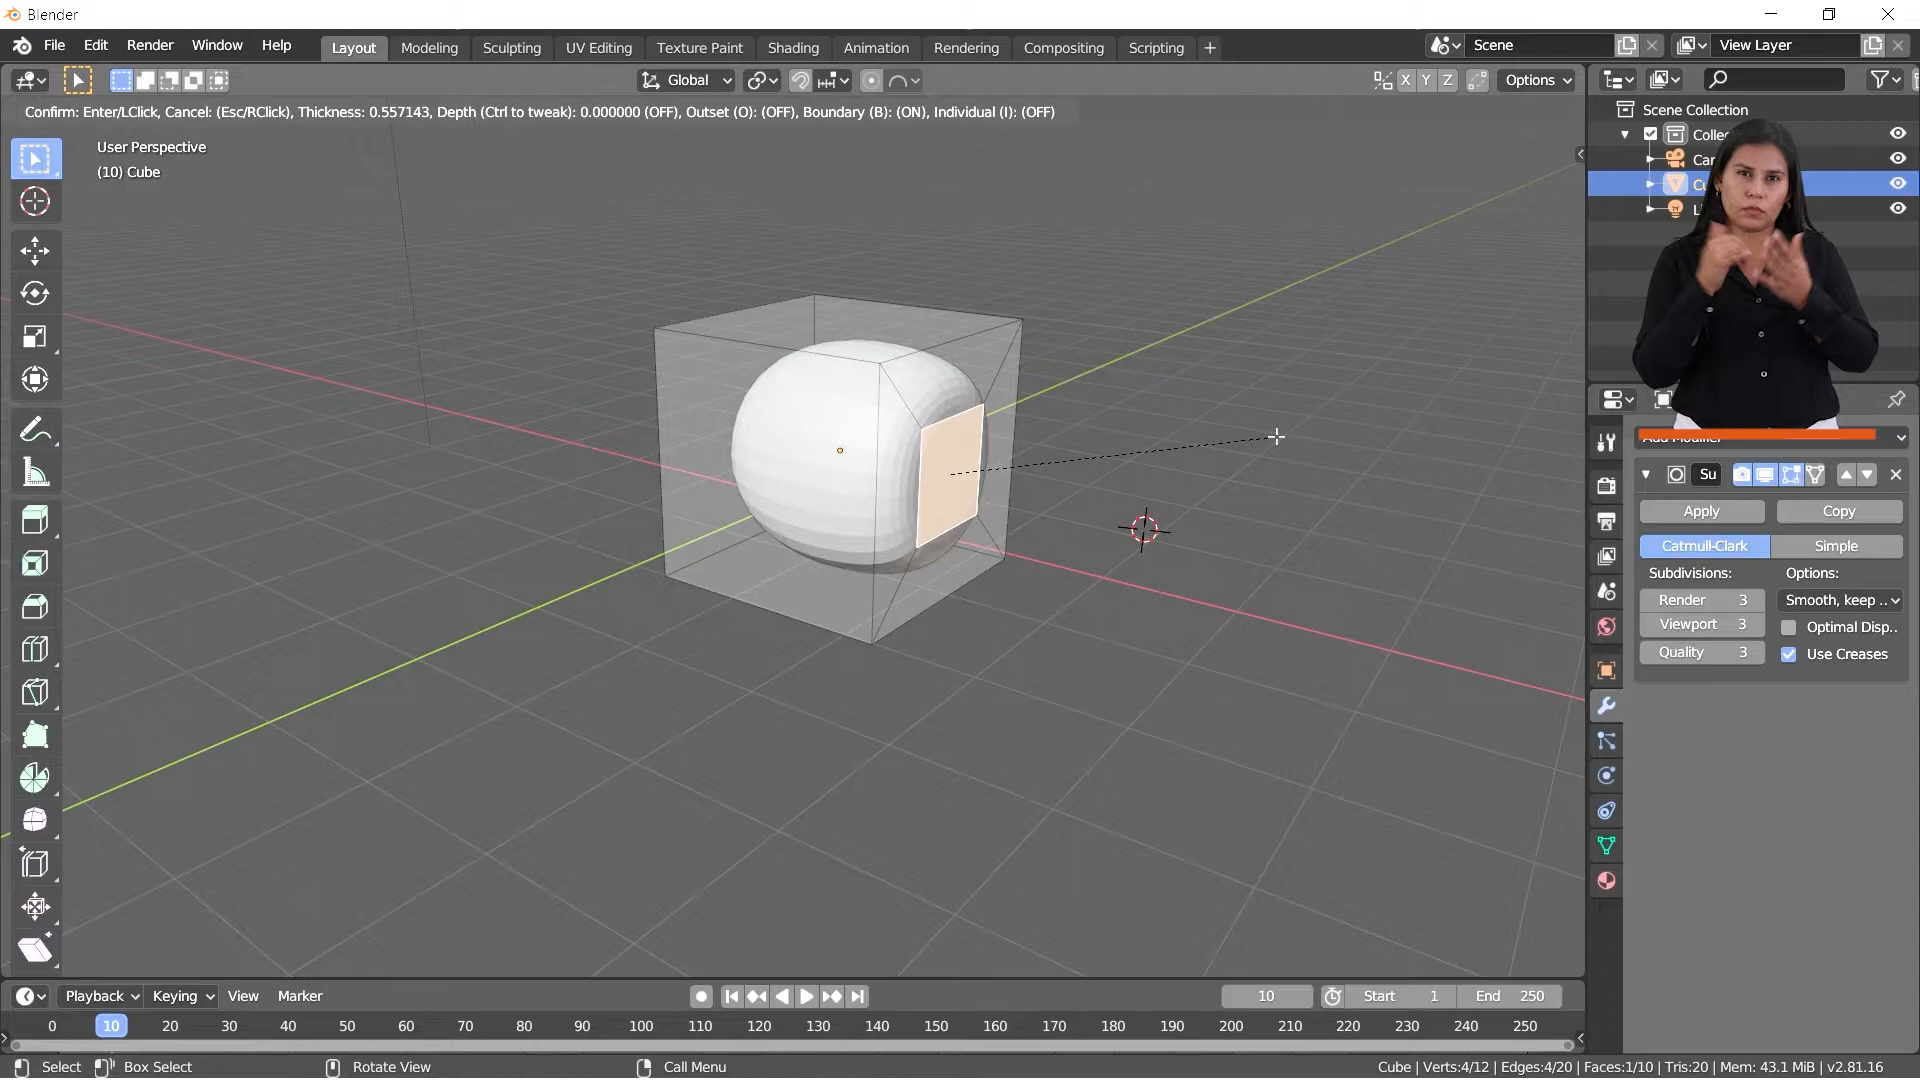 Blender
File Edit Render Window Help
Layout Modeling Sculpting UV Editing Texture Paint Shading Animation Rendering Compositing Scripting +
Scene
View Layer
Global
X Y Z
Options
Confirm: Enter/LClick, Cancel: (Esc/RClick), Thickness: 0.557143, Depth (Ctrl to tweak): 0.000000 (OFF), Outset (O): (OFF), Boundary (B): (ON), Individual (I): (OFF)
User Perspective
(10) Cube
Scene Collection
Su
Apply
Copy
Catmull-Clark
Simple
Subdivisions:
Options:
Render 3
Smooth, keep ..
Viewport 3
Optimal Disp..
Quality 3
Use Creases
Playback Keying View Marker
10
Start 1
End 250
0 10 20 30 40 50 60 70 80 90 100 110 120 130 140 150 160 170 180 190 200 210 220 230 240 250
Select
Box Select
Rotate View
Call Menu
Cube | Verts:4/12 | Edges:4/20 | Faces:1/10 | Tris:20 | Mem: 43.1 MiB | v2.81.16